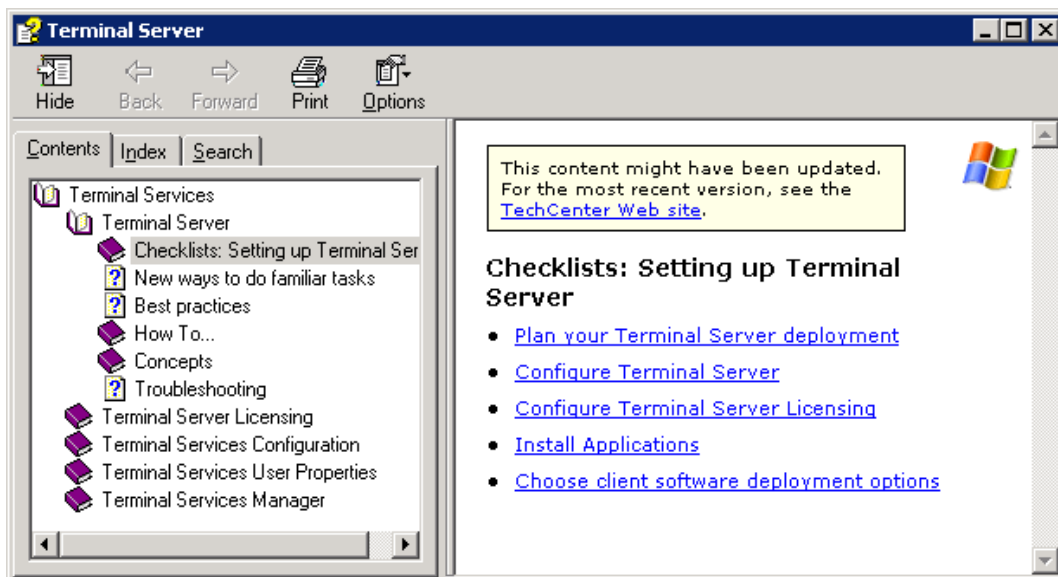 Terminal Server
Hide Back Forward Print Options
Contents Index Search
Terminal Services
Terminal Server
Checklists: Setting up Terminal Ser
New ways to do familiar tasks
Best practices
How To...
Concepts
Troubleshooting
Terminal Server Licensing
Terminal Services Configuration
Terminal Services User Properties
Terminal Services Manager
This content might have been updated.
For the most recent version, see the
TechCenter Web site.
Checklists: Setting up Terminal
Server
• Plan your Terminal Server deployment
• Configure Terminal Server
• Configure Terminal Server Licensing
• Install Applications
• Choose client software deployment options